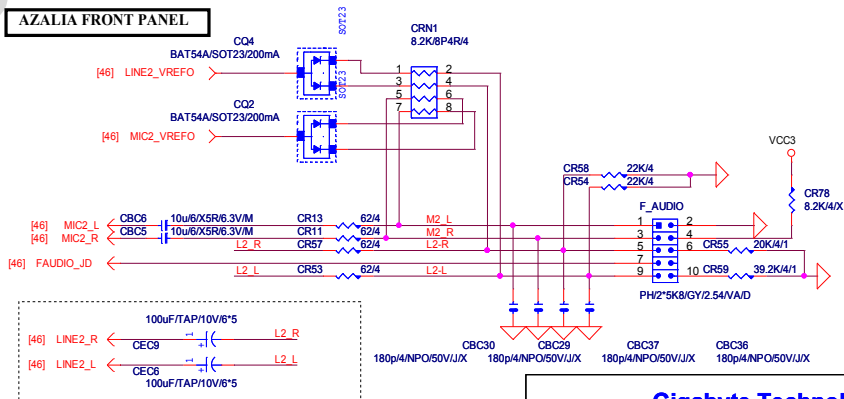 AZALIA FRONT PANEL
SOT23
CQ4
BAT54A/SOT23/200mA
CRN1
8.2K/8P4R/4
[46] LINE2_VREFO
SOT23
1 2
3 4
5 6
7 8
CQ2
BAT54A/SOT23/200mA
[46] MIC2_VREFO
VCC3
CR58 22K/4
CR54 22K/4
CR78
8.2K/4/X
F_AUDIO
[46] MIC2_L CBC6 10u/6/X5R/6.3V/M CR13 62/4 M2_L 1 2
[46] MIC2_R CBC5 10u/6/X5R/6.3V/M CR11 62/4 M2_R 3 4
L2_R CR57 62/4 L2-R 5 6 CR55 20K/4/1
[46] FAUDIO_JD 7
L2_L CR53 62/4 L2-L 9 10 CR59 39.2K/4/1
PH/2*5K8/GY/2.54/VA/D
100uF/TAP/10V/6*5
[46] LINE2_R 1 + L2_R
CEC9
[46] LINE2_L 1 + L2_L
CEC6
100uF/TAP/10V/6*5
CBC30 CBC29 CBC37 CBC36
180p/4/NPO/50V/J/X 180p/4/NPO/50V/J/X 180p/4/NPO/50V/J/X 180p/4/NPO/50V/J/X